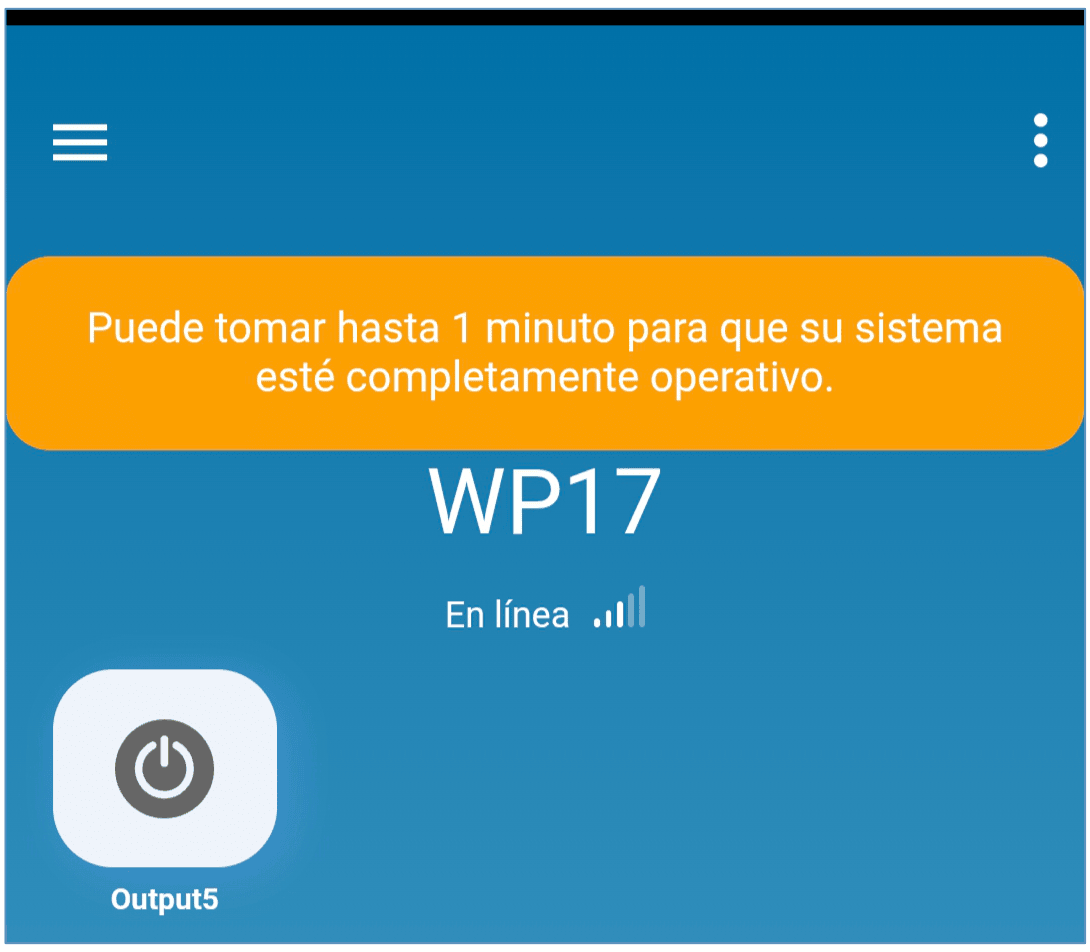 Puede tomar hasta 1 minuto para que su sistema
esté completamente operativo.
WP17
En línea
Output5